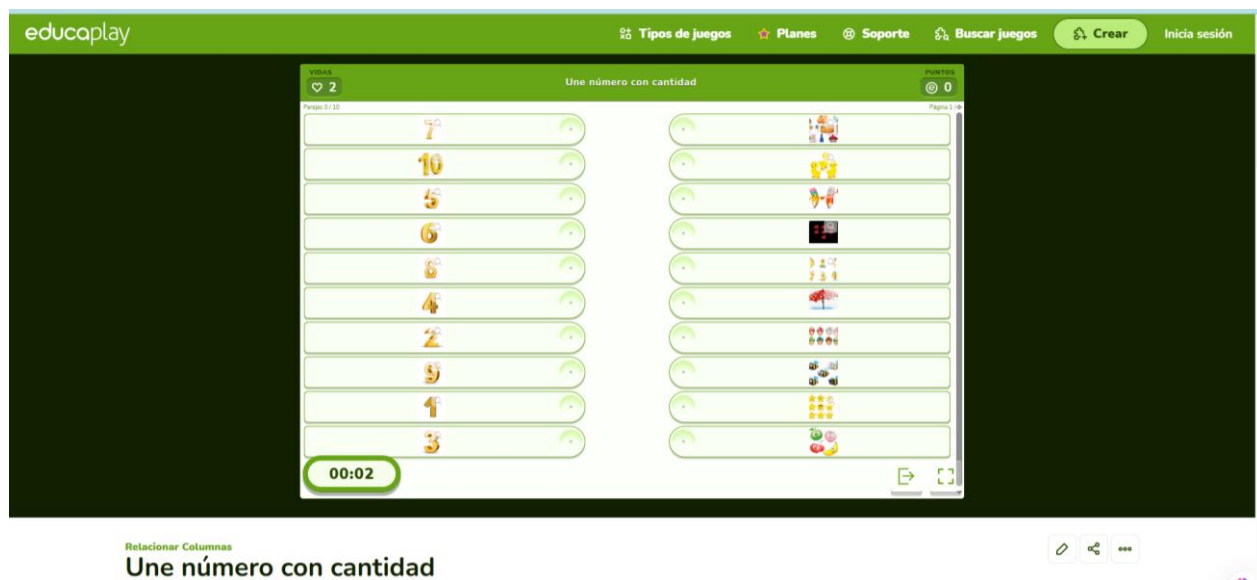 educaplay
Tipos de juegos
Planes
Soporte
Buscar juegos
Crear
Inicia sesión
VIDAS
2
Une número con cantidad
PUNTOS
0
Parejas 0 / 10
Página 1 /
7
10
5
6
8
4
2
9
1
3
00:02
Relacionar Columnas
Une número con cantidad